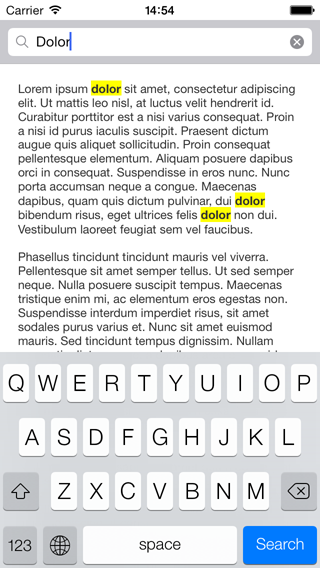 Carrier 14:54
Dolor
Lorem ipsum dolor sit amet, consectetur adipiscing
elit. Ut mattis leo nisl, at luctus velit hendrerit id.
Curabitur porttitor est a nisi varius consequat. Proin
a nisi id purus iaculis suscipit. Praesent dictum
augue quis aliquet sollicitudin. Proin consequat
pellentesque elementum. Aliquam posuere dapibus
orci in consequat. Suspendisse in eros nunc. Nunc
porta accumsan neque a congue. Maecenas
dapibus, quam quis dictum pulvinar, dui dolor
bibendum risus, eget ultrices felis dolor non dui.
Vestibulum laoreet feugiat sem vel faucibus.
Phasellus tincidunt tincidunt mauris vel viverra.
Pellentesque sit amet semper tellus. Ut sed semper
neque. Nulla posuere suscipit tempus. Maecenas
tristique enim mi, ac elementum eros egestas non.
Suspendisse interdum imperdiet risus, sit amet
sodales purus varius et. Nunc sit amet euismod
mauris. Sed tincidunt tempus dignissim. Nullam
Q W E R T Y U I O P
A S D F G H J K L
Z X C V B N M
123 space Search